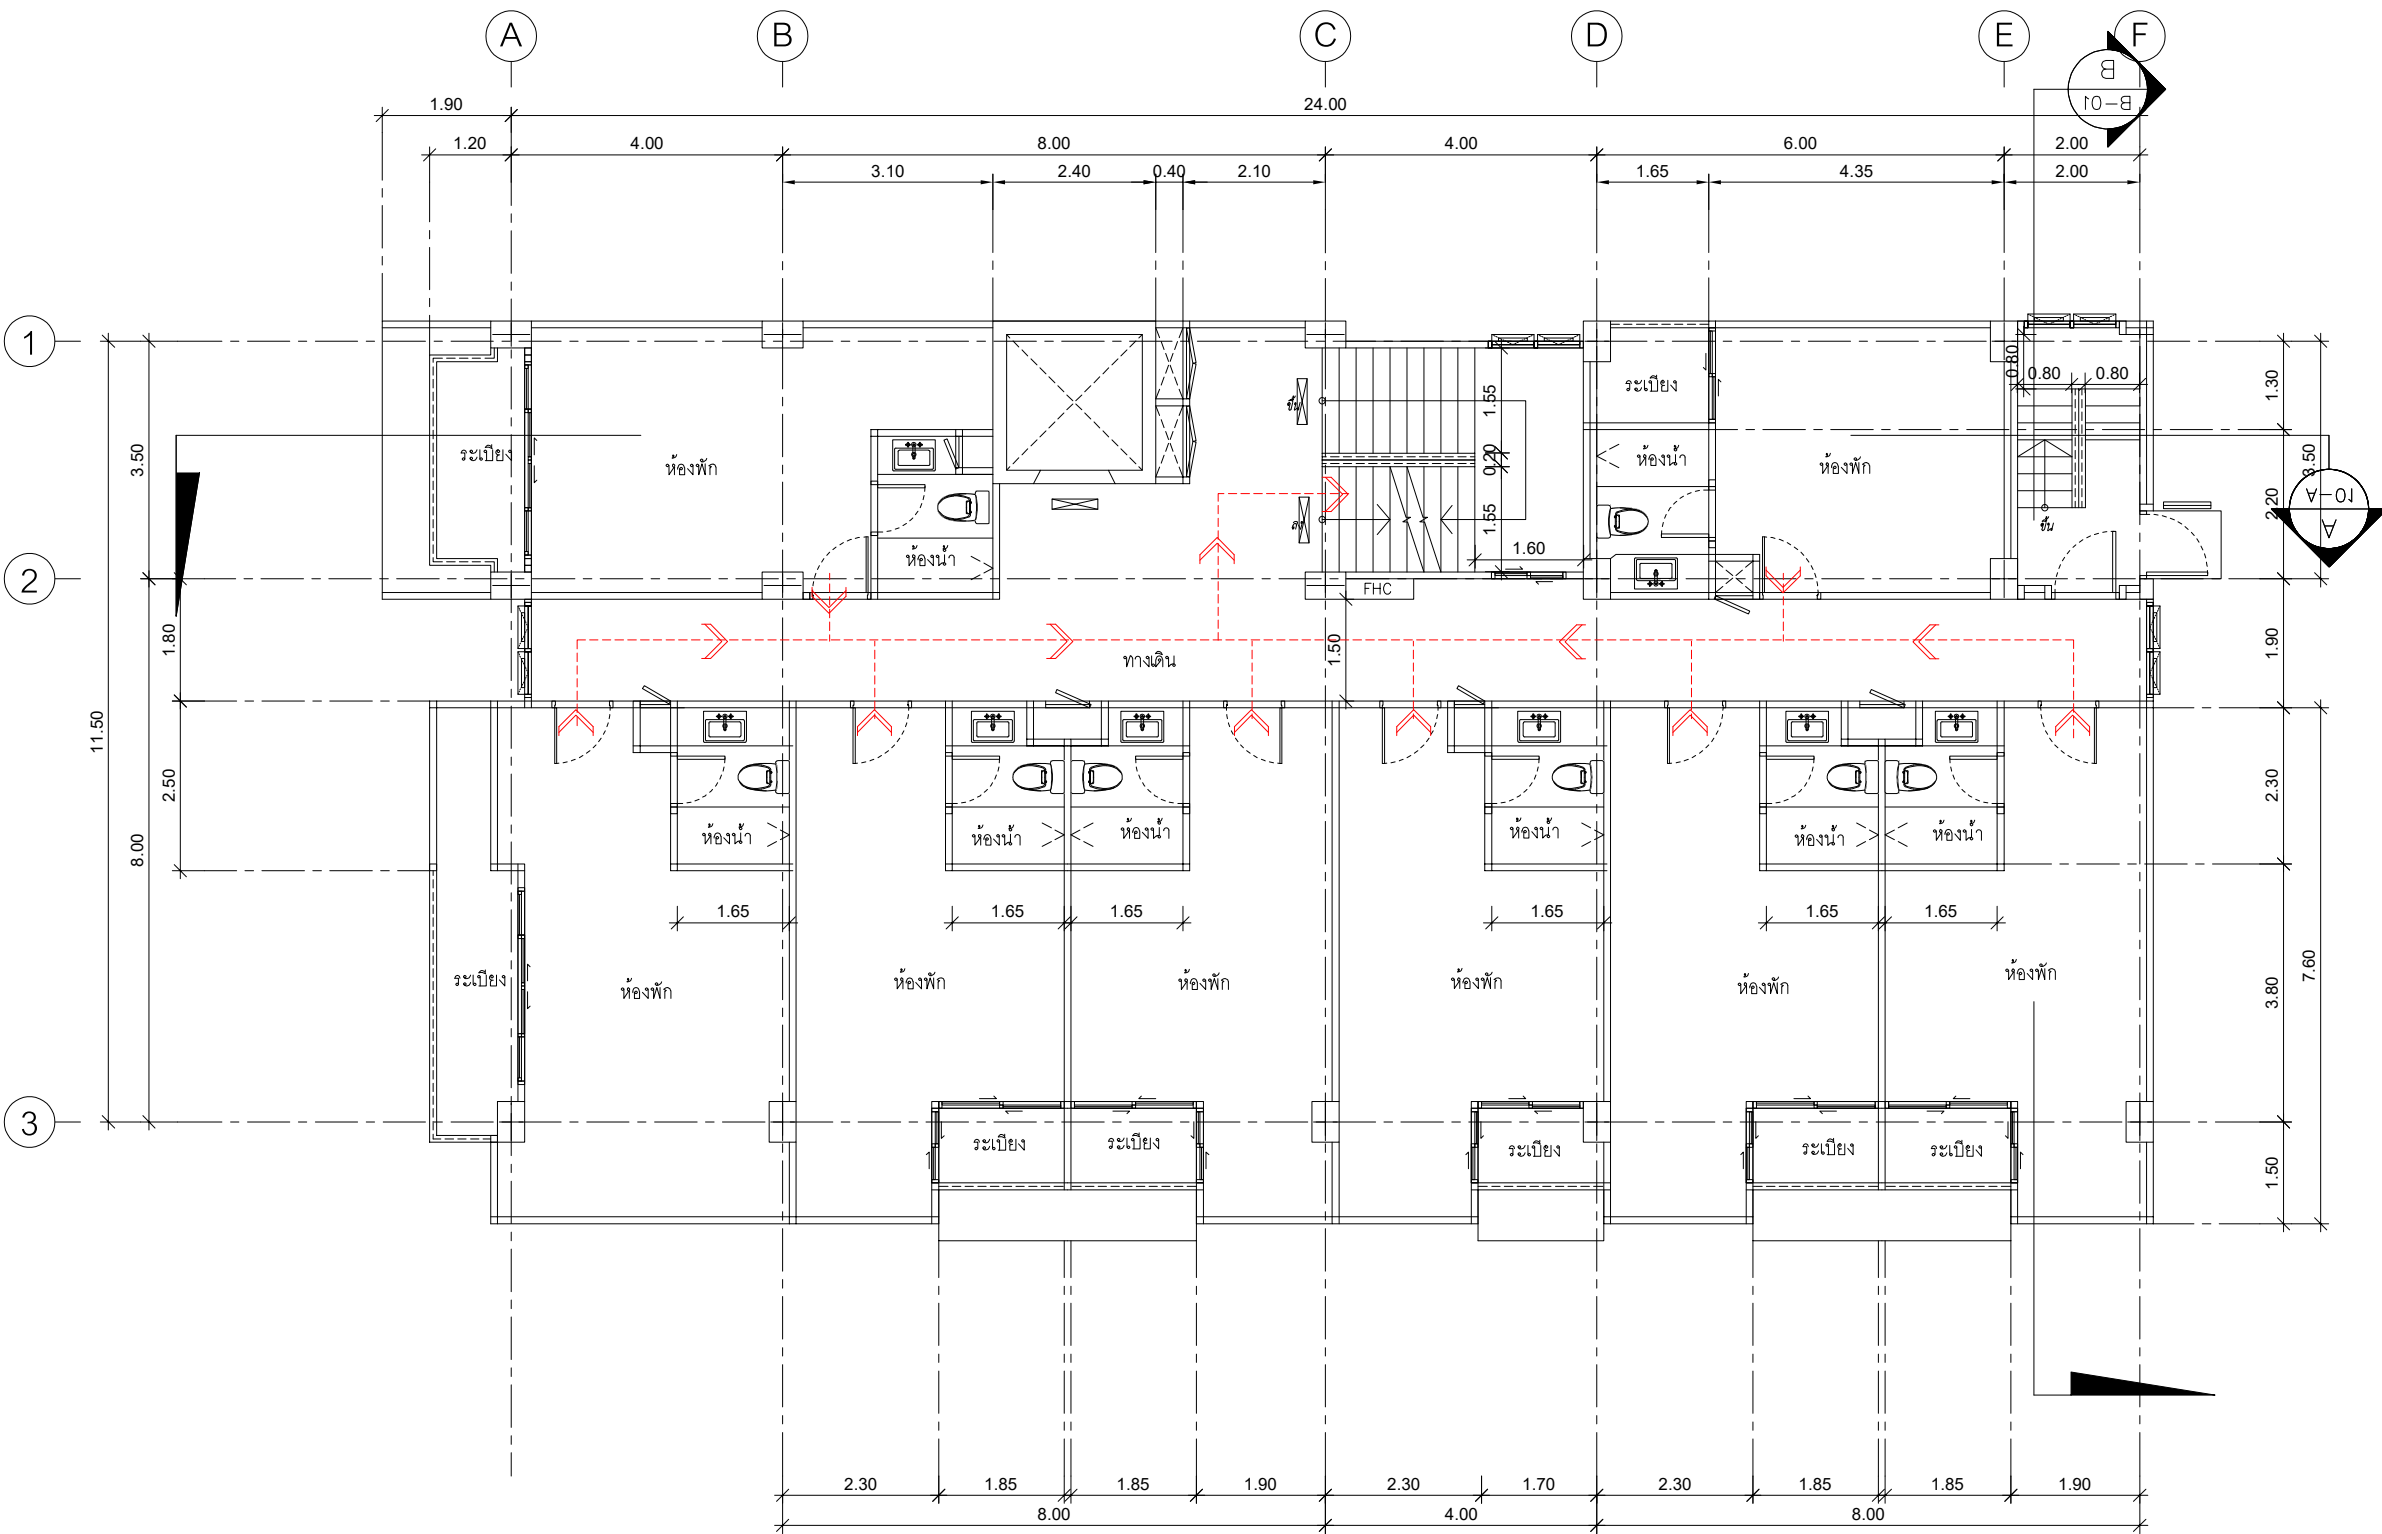 A B C D E F
B
B-01
1.90 24.00
1.20 4.00 8.00 4.00 6.00 2.00
3.10 2.40 0.40 2.10 1.65 4.35 2.00
1
0.80
0.80 0.80
1.30
ระเบียง
1.55
ขึ้น
3.50
ระเบียง
ห้องพัก
ห้องน้ำ
ห้องพัก
0.20
3.50
A-01
A
2.20
1.55
ลง
ขึ้น
ห้องน้ำ
1.60
2
FHC
1.80
1.50
1.90
ทางเดิน
11.50
2.50
2.30
8.00
ห้องน้ำ ห้องน้ำ ห้องน้ำ ห้องน้ำ ห้องน้ำ ห้องน้ำ
1.65 1.65 1.65 1.65 1.65 1.65
7.60
3.80
ระเบียง ห้องพัก ห้องพัก ห้องพัก ห้องพัก ห้องพัก ห้องพัก
3
ระเบียง ระเบียง ระเบียง ระเบียง ระเบียง
1.50
2.30 1.85 1.85 1.90 2.30 1.70 2.30 1.85 1.85 1.90
8.00 4.00 8.00